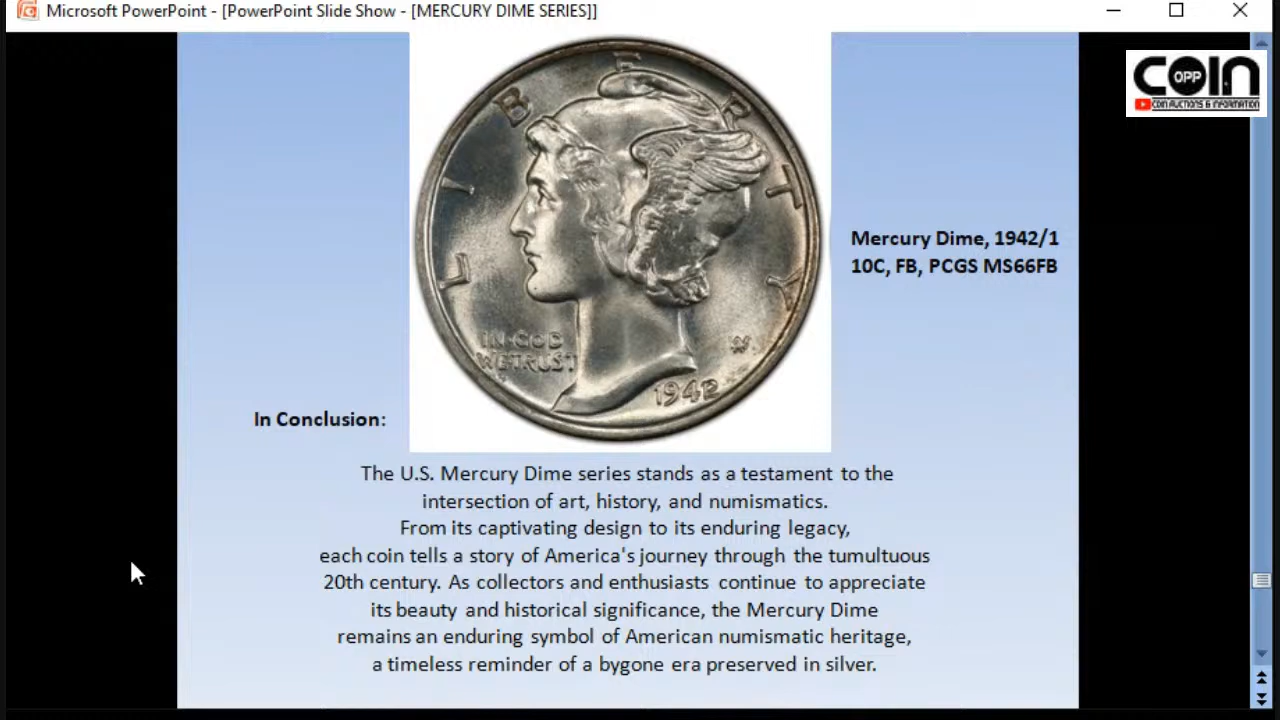 Microsoft PowerPoint - [PowerPoint Slide Show - [MERCURY DIME SERIES]]
COIN
OPP
COIN AUCTIONS & INFORMATION
LIBERTY
IN GOD
WE TRUST
W
1942
Mercury Dime, 1942/1
10C, FB, PCGS MS66FB
In Conclusion:
The U.S. Mercury Dime series stands as a testament to the
intersection of art, history, and numismatics.
From its captivating design to its enduring legacy,
each coin tells a story of America's journey through the tumultuous
20th century. As collectors and enthusiasts continue to appreciate
its beauty and historical significance, the Mercury Dime
remains an enduring symbol of American numismatic heritage,
a timeless reminder of a bygone era preserved in silver.